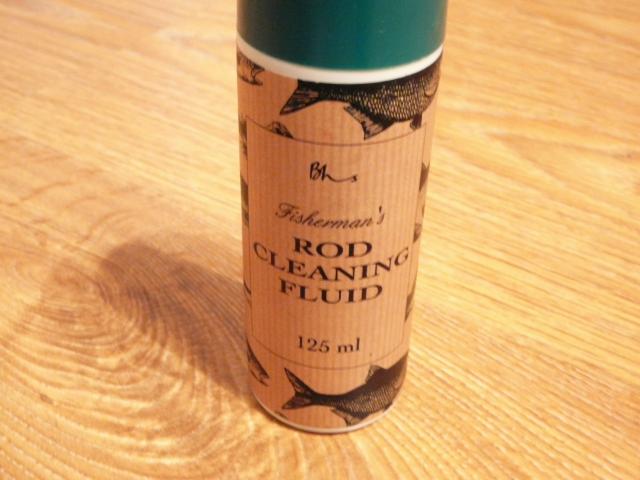 Bhs
Fisherman's
ROD
CLEANING
FLUID
125 ml